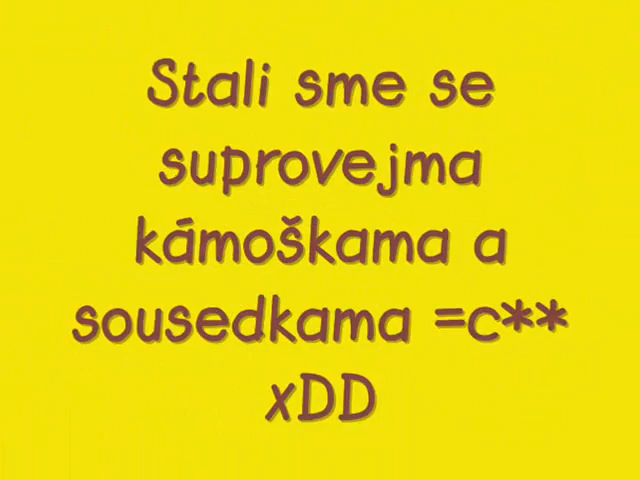 Stali sme se
suprovejma
kámoškama a
sousedkama =c**
xDD